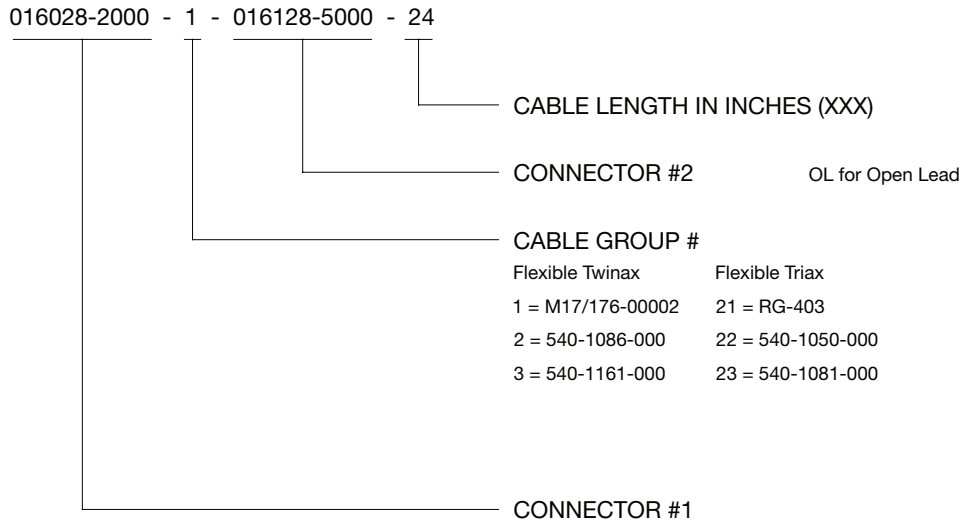 016028-2000 - 1 - 016128-5000 - 24
CABLE LENGTH IN INCHES (XXX)
CONNECTOR #2 OL for Open Lead
CABLE GROUP #
Flexible Twinax Flexible Triax
1 = M17/176-00002 21 = RG-403
2 = 540-1086-000 22 = 540-1050-000
3 = 540-1161-000 23 = 540-1081-000
CONNECTOR #1